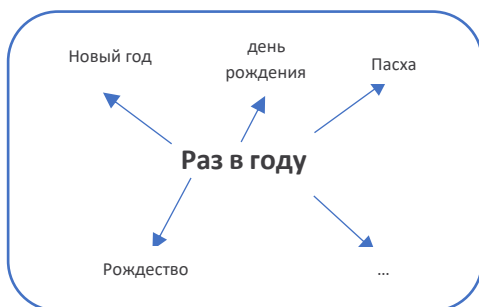 Новый год
день
рождения
Пасха
Раз в году
Рождество
...